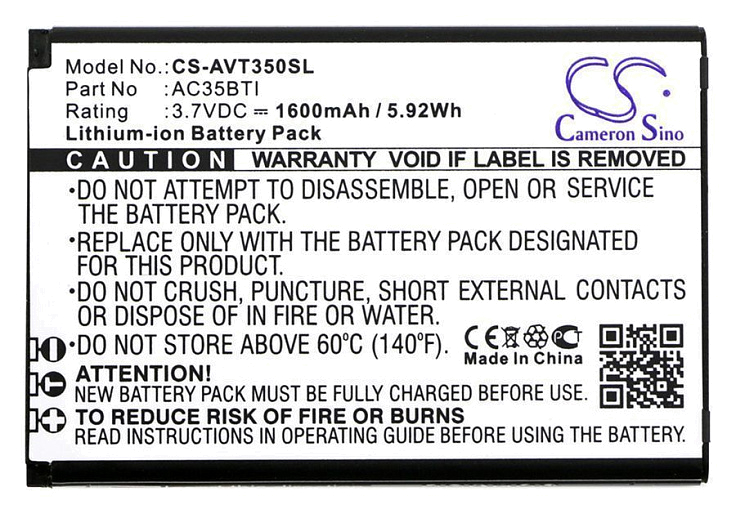 Model No.: CS-AVT350SL
Part No : AC35BTI
Rating : 3.7VDC ⎓ 1600mAh / 5.92Wh
Lithium-ion Battery Pack
CS
Cameron Sino
CAUTION WARRANTY VOID IF LABEL IS REMOVED
•DO NOT ATTEMPT TO DISASSEMBLE, OPEN OR SERVICE
THE BATTERY PACK.
•REPLACE ONLY WITH THE BATTERY PACK DESIGNATED
FOR THIS PRODUCT.
•DO NOT CRUSH, PUNCTURE, SHORT EXTERNAL CONTACTS
OR DISPOSE OF IN FIRE OR WATER.
•DO NOT STORE ABOVE 60°C (140°F).
CE
Made In China
ATTENTION!
NEW BATTERY PACK MUST BE FULLY CHARGED BEFORE USE.
TO REDUCE RISK OF FIRE OR BURNS
READ INSTRUCTIONS IN OPERATING GUIDE BEFORE USING BATTERY.